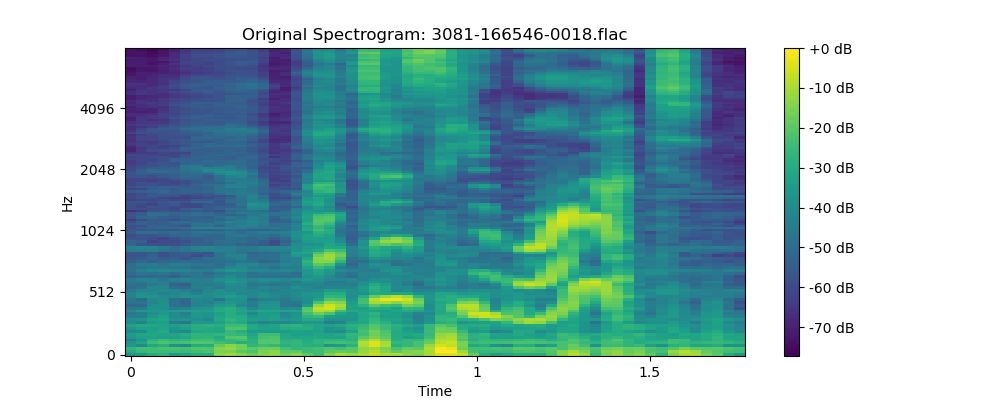 Original Spectrogram: 3081-166546-0018.flac
Hz
4096
2048
1024
512
0
0
0.5
1
1.5
Time
+0 dB
-10 dB
-20 dB
-30 dB
-40 dB
-50 dB
-60 dB
-70 dB